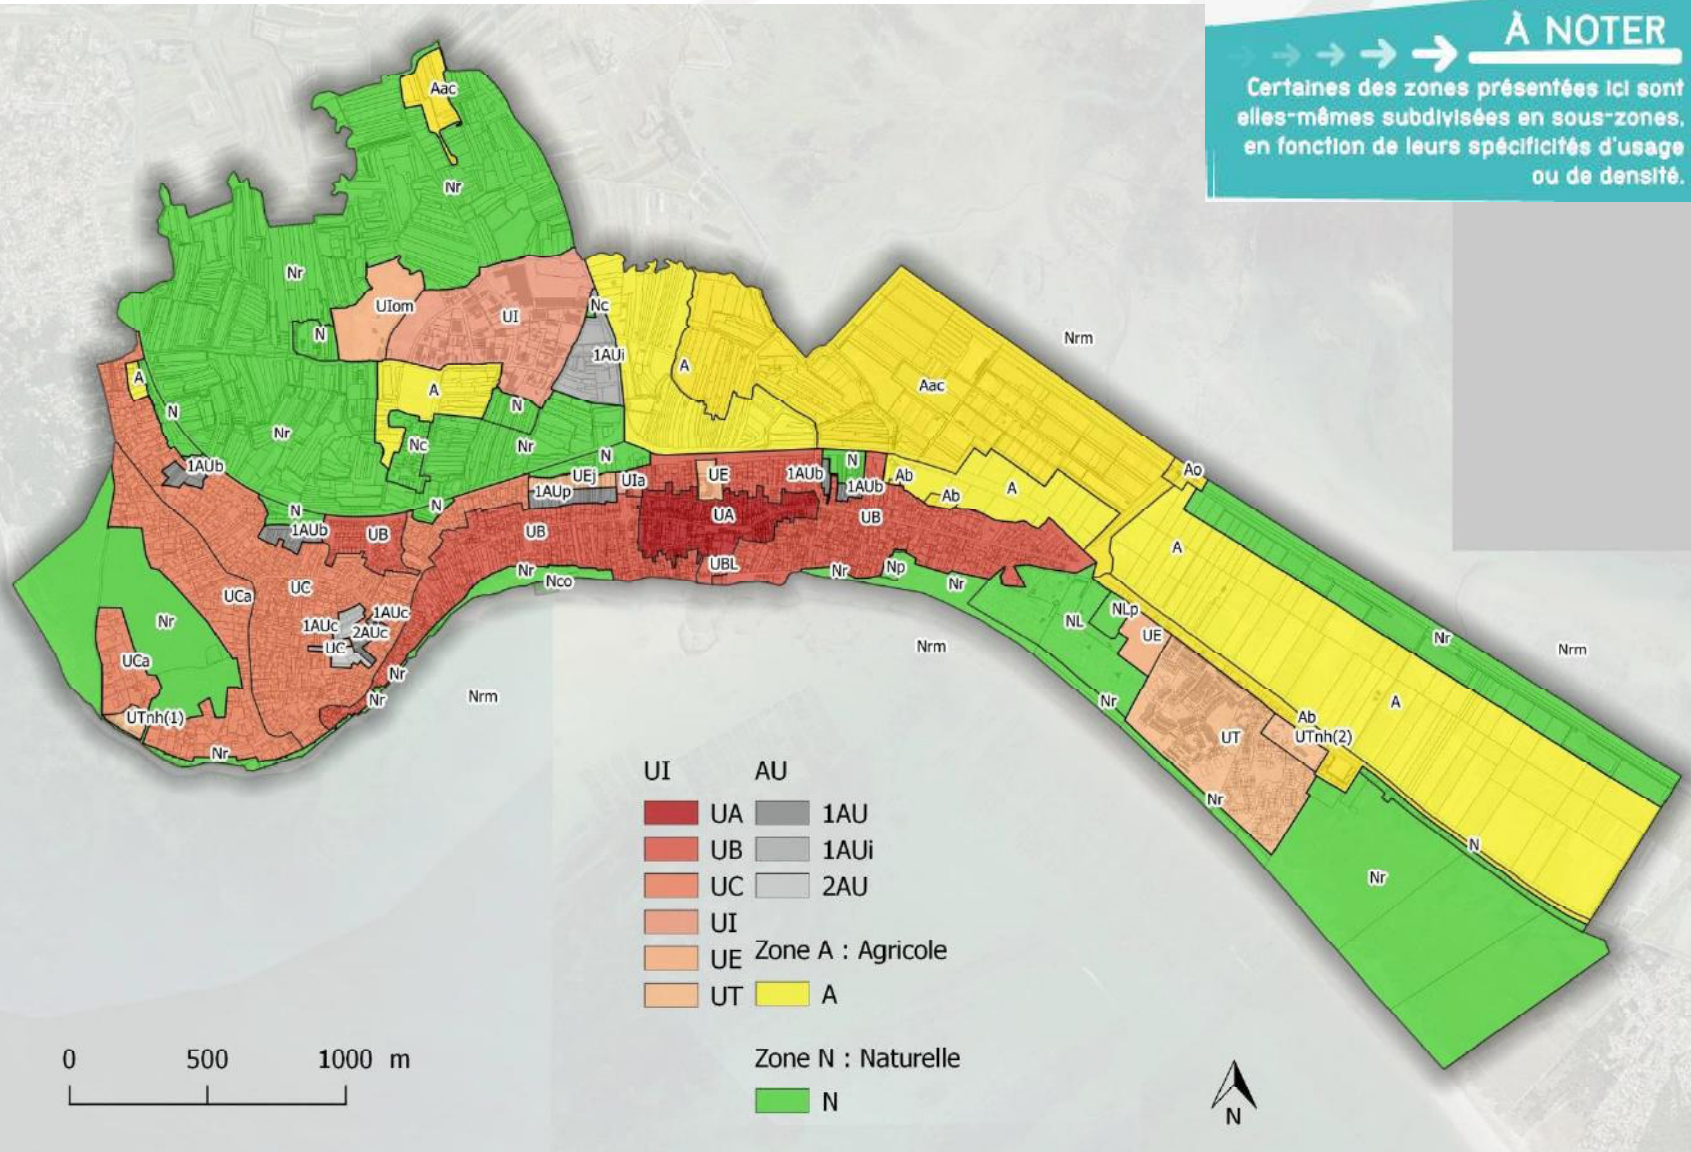 À NOTER
Certaines des zones présentées ici sont
elles-mêmes subdivisées en sous-zones,
en fonction de leurs spécificités d'usage
ou de densité.
Aac
Nr
Nr
UIom
UI
Nc
N
1AUi
Nrm
A
A
A
Aac
N
N
Nr
Nc
Nr
N
1AUb
UEj
UIa
UE
1AUb
N
1AUb
Ab
Ab
A
Ao
1AUp
N
N
1AUb
UB
UB
UA
UB
A
UBL
Nr
Nco
Nr
Np
Nr
UCa
UC
1AUc
1AUc
2AUc
UC
Nr
NL
NLp
UE
Nr
Nrm
Nrm
UCa
Nr
Nr
Nrm
Nr
A
UTnh(1)
Ab
UTnh(2)
UT
Nr
Nr
N
Nr
UI AU
UA 1AU
UB 1AUi
UC 2AU
UI
UE Zone A : Agricole
UT A
Zone N : Naturelle
N
0 500 1000 m
N